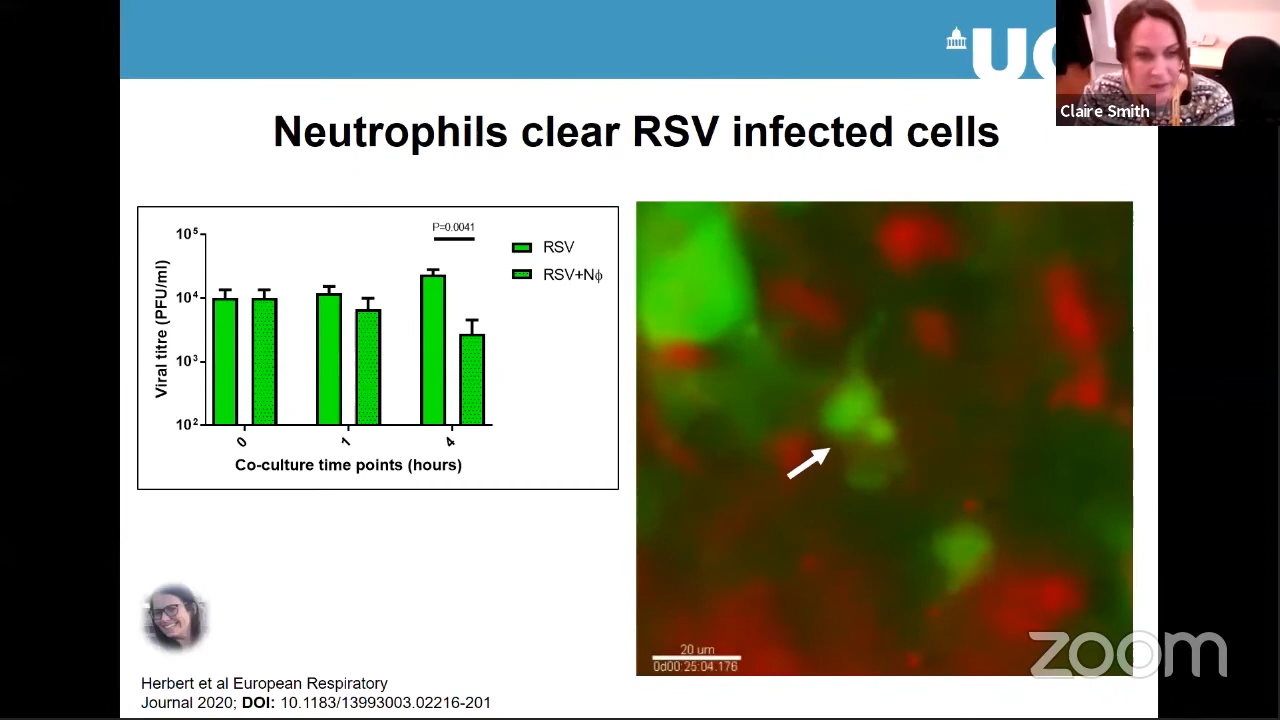 UC
Claire Smith
Neutrophils clear RSV infected cells
P=0.0041
10⁵
10⁴
10³
10²
Viral titre (PFU/ml)
RSV
RSV+Nϕ
0
1
4
Co-culture time points (hours)
20 um
0d00:25:04.176
zoom
Herbert et al European Respiratory
Journal 2020; DOI: 10.1183/13993003.02216-201